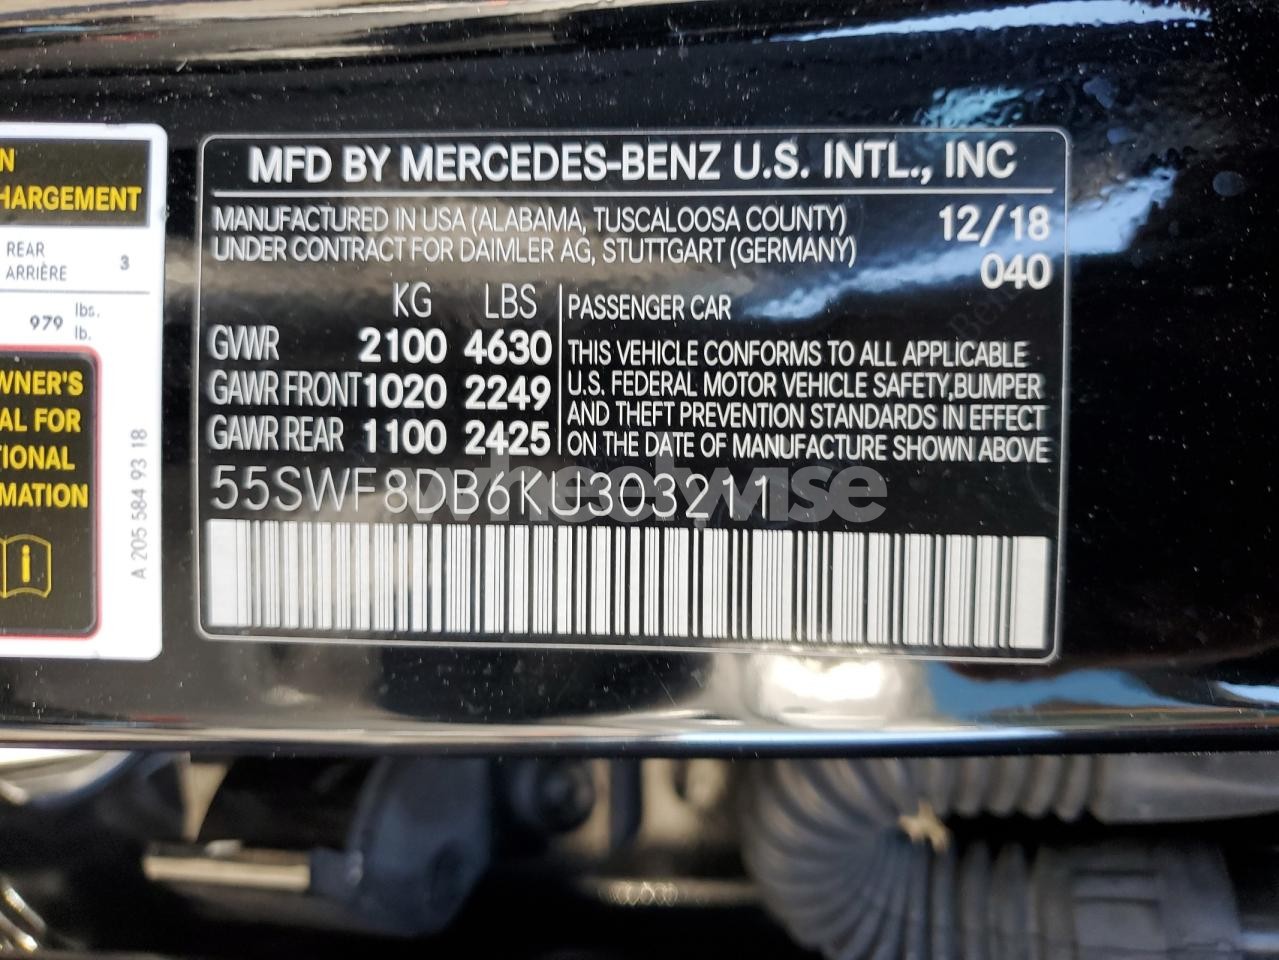 N
HARGEMENT
REAR
ARRIÈRE 3
979 lbs.
lb.
WNER'S
AL FOR
TIONAL
MATION
i
A 205 584 93 18
MFD BY MERCEDES-BENZ U.S. INTL., INC
MANUFACTURED IN USA (ALABAMA, TUSCALOOSA COUNTY) 12/18
UNDER CONTRACT FOR DAIMLER AG, STUTTGART (GERMANY) 040
KG LBS
GVWR 2100 4630
GAWR FRONT 1020 2249
GAWR REAR 1100 2425
PASSENGER CAR
THIS VEHICLE CONFORMS TO ALL APPLICABLE
U.S. FEDERAL MOTOR VEHICLE SAFETY,BUMPER
AND THEFT PREVENTION STANDARDS IN EFFECT
ON THE DATE OF MANUFACTURE SHOWN ABOVE
55SWF8DB6KU303211
wheelwise